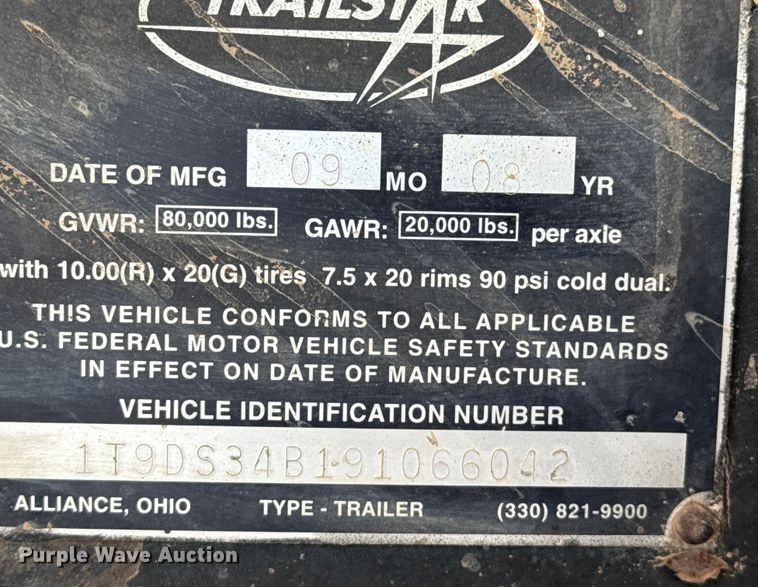 TRAILSTAR
DATE OF MFG 09 MO 08 YR
GVWR: 80,000 lbs. GAWR: 20,000 lbs. per axle
with 10.00(R) x 20(G) tires 7.5 x 20 rims 90 psi cold dual.
THIS VEHICLE CONFORMS TO ALL APPLICABLE
U.S. FEDERAL MOTOR VEHICLE SAFETY STANDARDS
IN EFFECT ON DATE OF MANUFACTURE.
VEHICLE IDENTIFICATION NUMBER
1T9DS34B191066042
ALLIANCE, OHIO TYPE - TRAILER (330) 821-9900
Purple Wave Auction